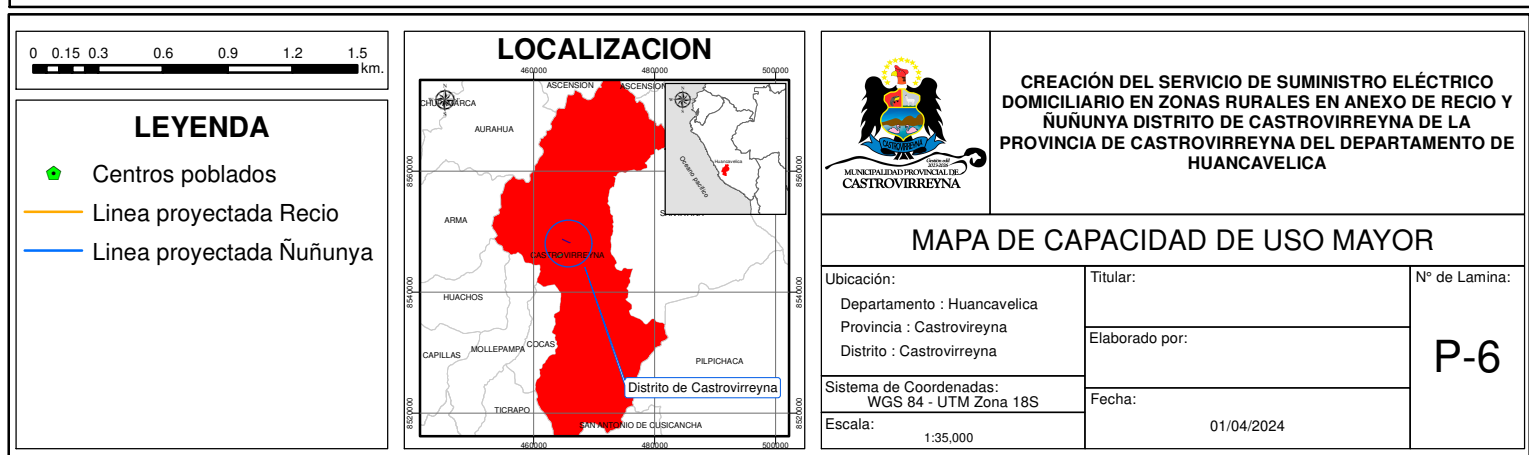 0 0.15 0.3 0.6 0.9 1.2 1.5
km.
LEYENDA
Centros poblados
Linea proyectada Recio
Linea proyectada Ñuñunya
LOCALIZACION
460000 480000 500000
ASCENSION ASCENSION
AURAHUA
ARMA
CASTROVIRREYNA
HUACHOS
COCAS
MOLLEPAMPA
CAPILLAS
PILPICHACA
TICRAPO
SAN ANTONIO DE CUSICANCHA
Distrito de Castrovirreyna
Huancavelica
Oceano pacifico
8560000 8560000
8540000 8540000
8520000 8520000
460000 480000 500000
CASTROVIRREYNA
Gestión edil
2023-2026
MUNICIPALIDAD PROVINCIAL DE
CASTROVIRREYNA
CREACIÓN DEL SERVICIO DE SUMINISTRO ELÉCTRICO
DOMICILIARIO EN ZONAS RURALES EN ANEXO DE RECIO Y
ÑUÑUNYA DISTRITO DE CASTROVIRREYNA DE LA
PROVINCIA DE CASTROVIRREYNA DEL DEPARTAMENTO DE
HUANCAVELICA
MAPA DE CAPACIDAD DE USO MAYOR
Ubicación:
Departamento : Huancavelica
Provincia : Castrovireyna
Distrito : Castrovirreyna
Sistema de Coordenadas:
WGS 84 - UTM Zona 18S
Escala:
1:35,000
Titular:
Elaborado por:
Fecha:
01/04/2024
N° de Lamina:
P-6